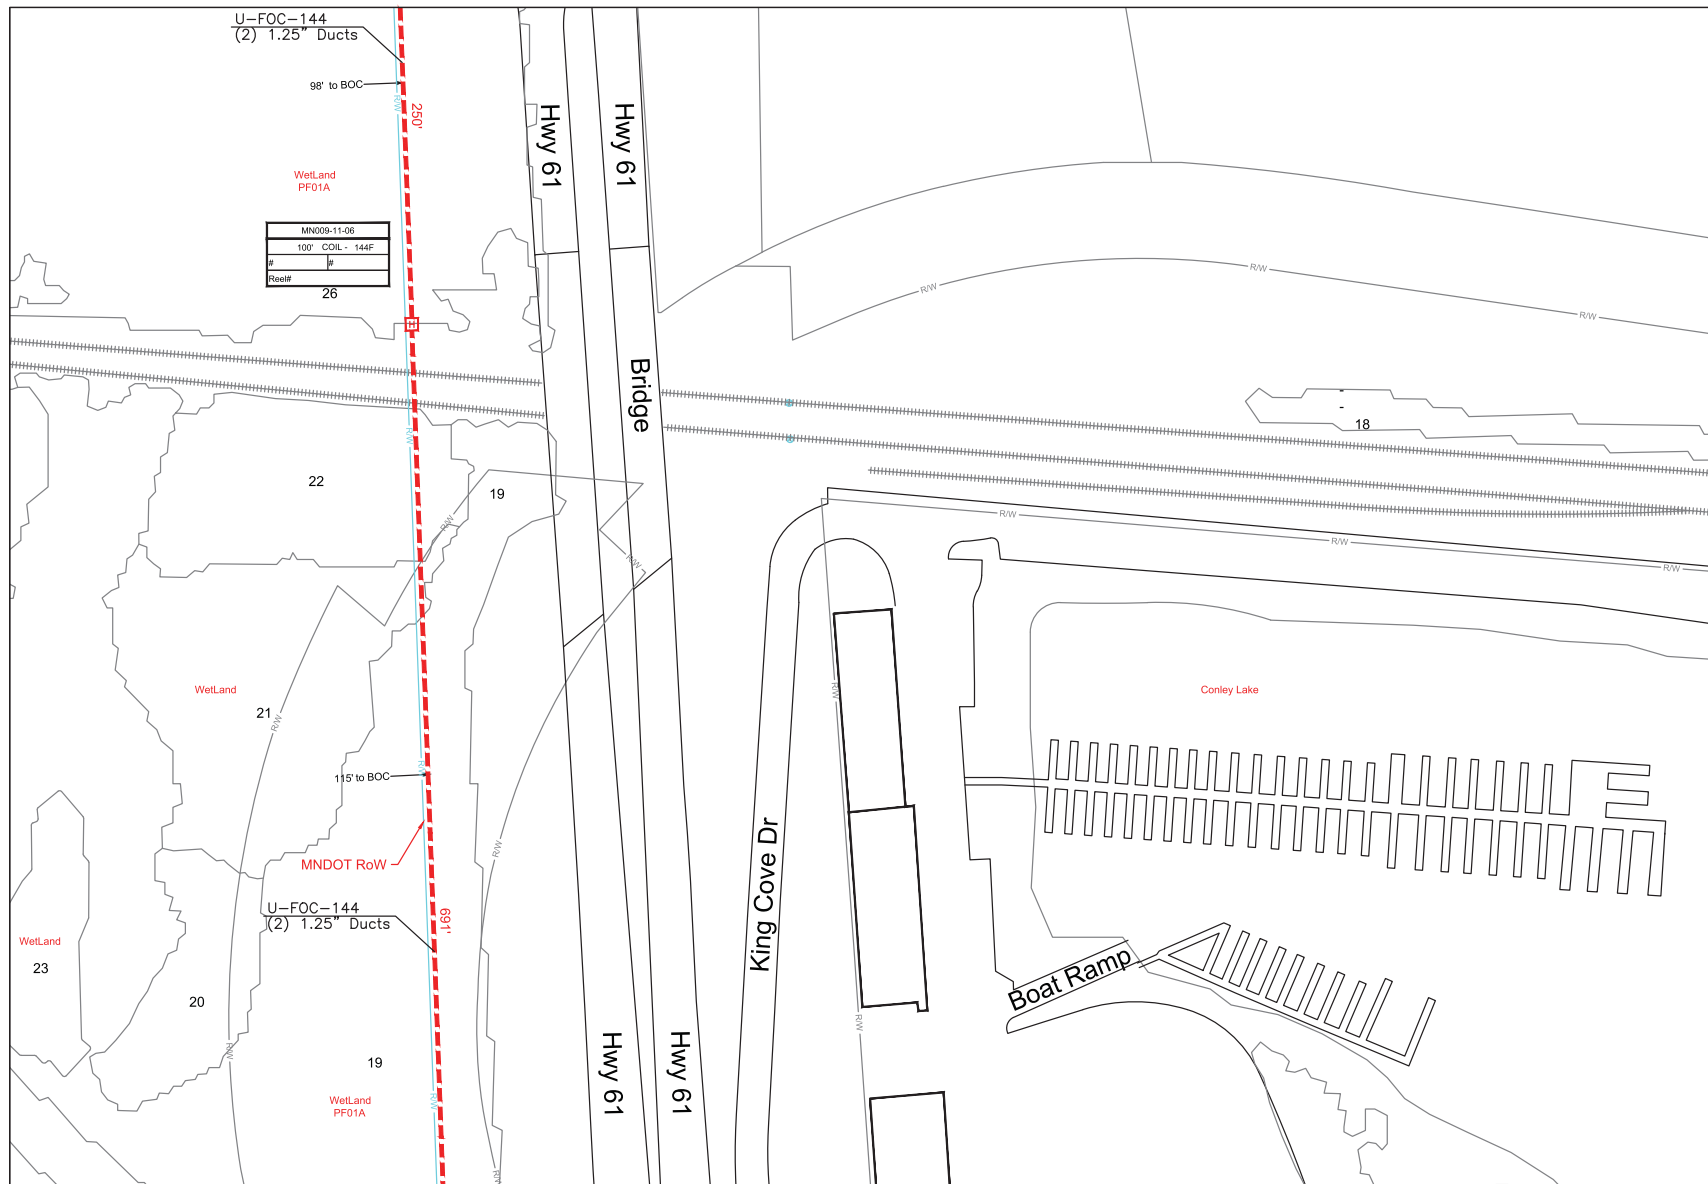 U-FOC-144
(2) 1.25" Ducts
98' to BOC
R/W
250'
Hwy 61
Hwy 61
WetLand
PF01A
MN009-11-06
100' COIL - 144F
# #
Reel#
26
H
R/W
R/W
R/W
Bridge
R/W
18
22
19
R/W
R/W
R/W
R/W
R/W
WetLand
21
R/W
R/W
Conley Lake
115' to BOC
R/W
MNDOT RoW
R/W
King Cove Dr
U-FOC-144
(2) 1.25" Ducts
691'
WetLand
23
20
Boat Ramp
R/W
R/W
19
Hwy 61
Hwy 61
WetLand
PF01A
R/W
R/W